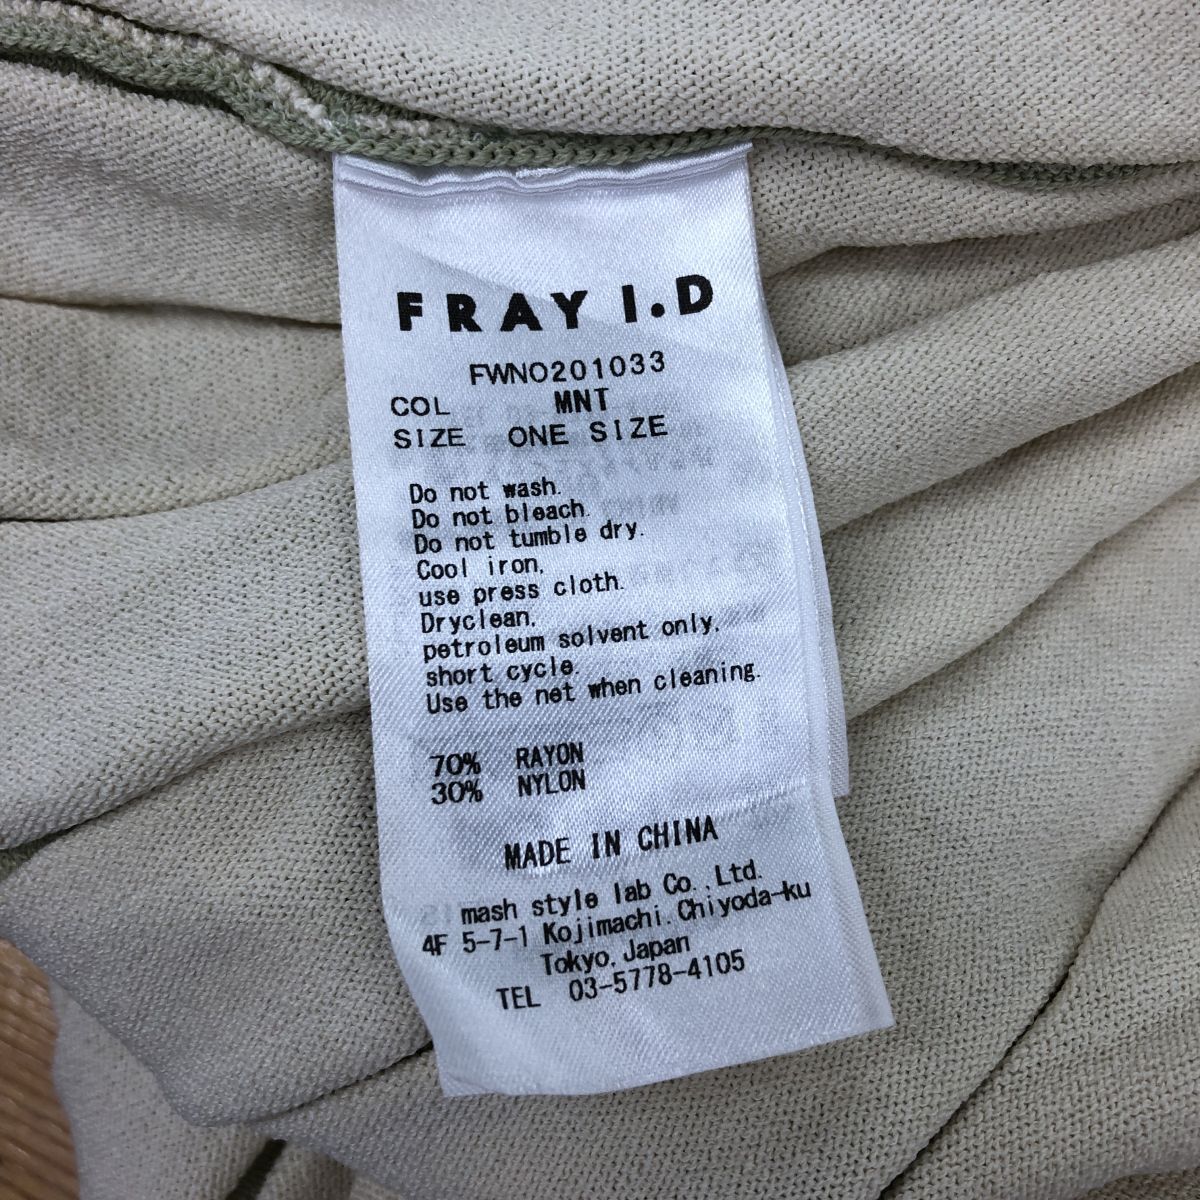 FRAY I.D
FWNO201033
COL MNT
SIZE ONE SIZE
Do not wash.
Do not bleach.
Do not tumble dry.
Cool iron.
use press cloth.
Dryclean.
petroleum solvent only.
short cycle.
Use the net when cleaning.
70% RAYON
30% NYLON
MADE IN CHINA
mash style lab Co.,Ltd.
4F 5-7-1 Kojimachi.Chiyoda-ku
Tokyo.Japan
TEL 03-5778-4105